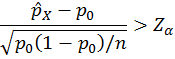 p̂_X − p_0
√p_0(1 − p_0)/n > Z_α